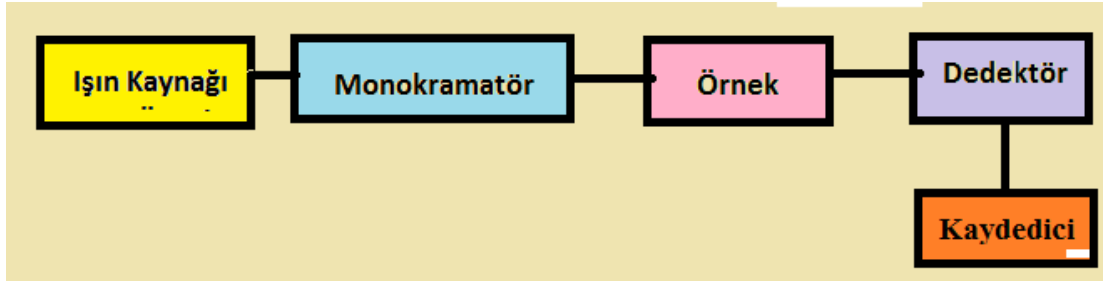 Işın Kaynağı
Monokramatör
Örnek
Dedektör
Kaydedici